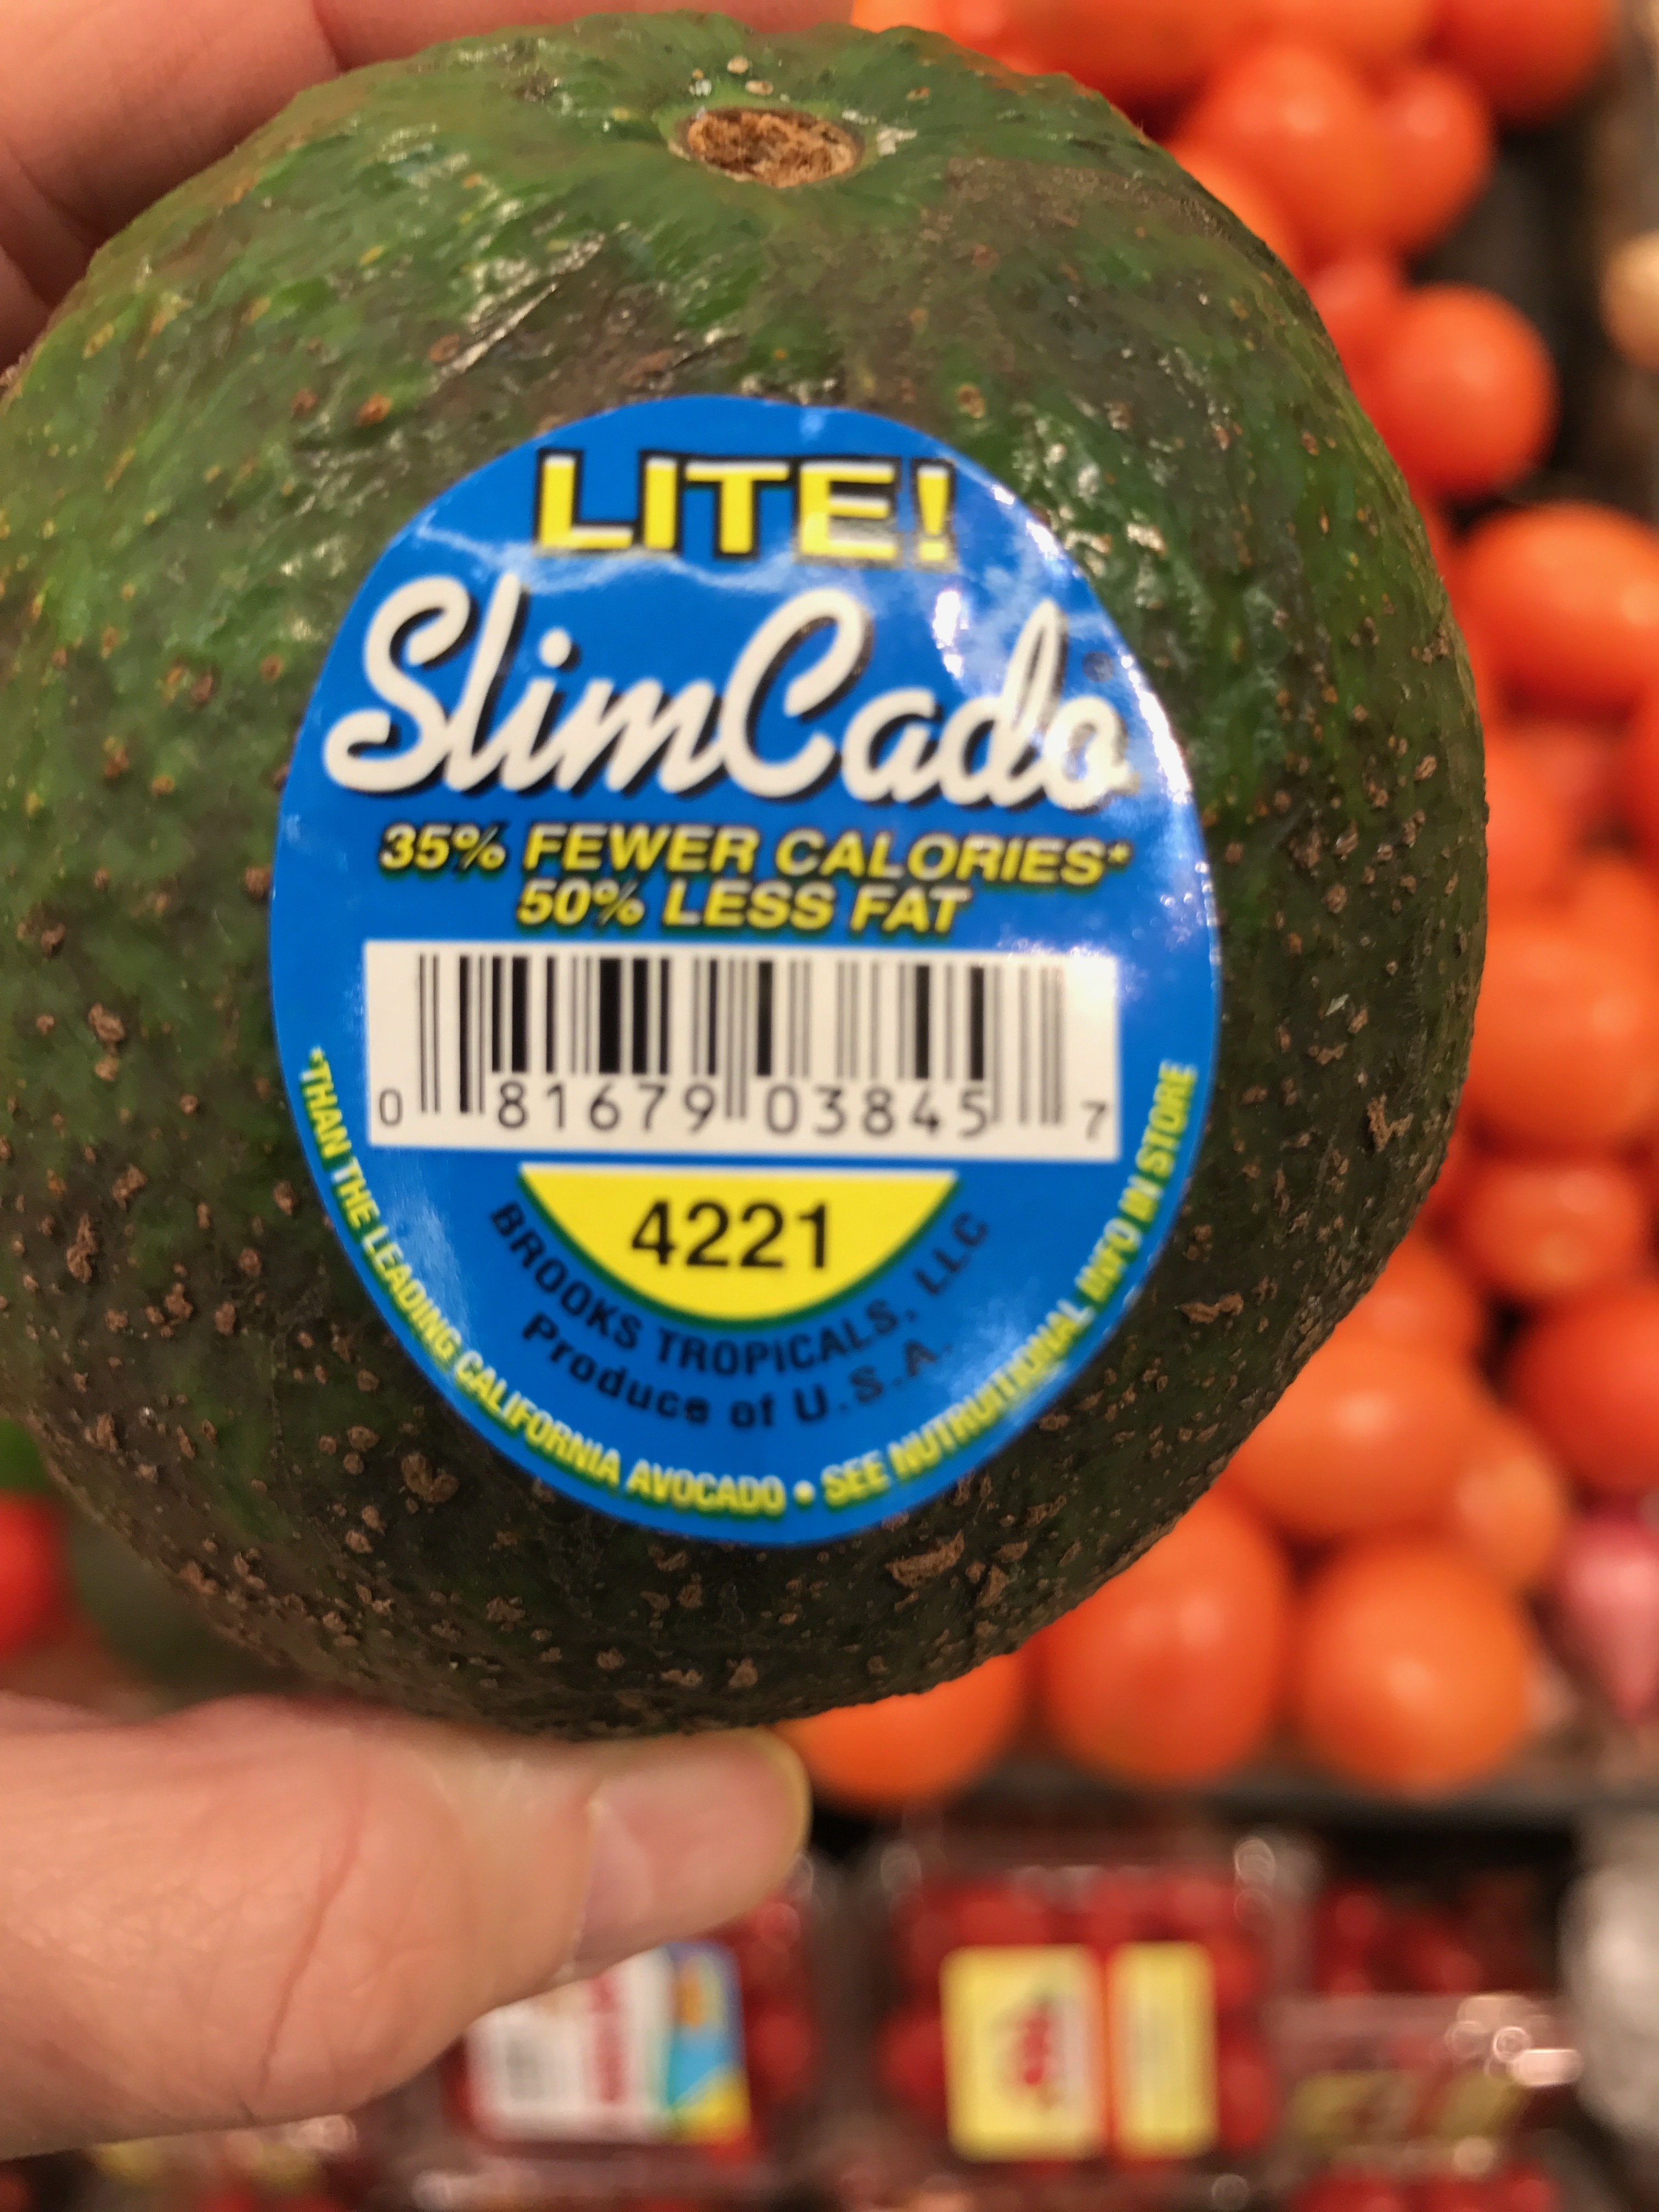 LITE!
SlimCado
35% FEWER CALORIES*
50% LESS FAT
0 81679 03845 7
4221
BROOKS TROPICALS, LLC
Produce of U.S.A.
*THAN THE LEADING CALIFORNIA AVOCADO • SEE NUTRUITIONAL INFO IN STORE